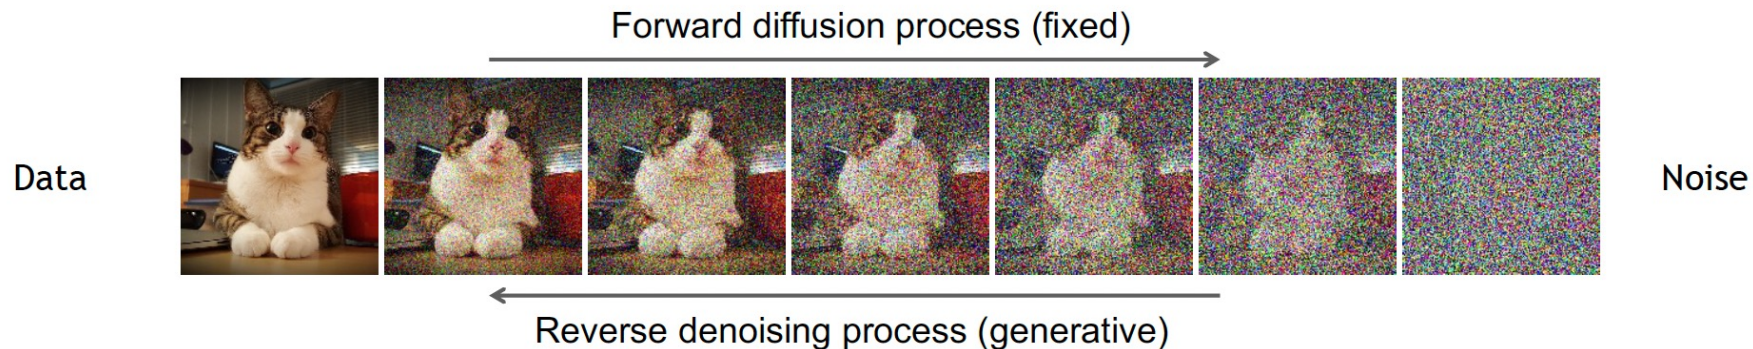 Forward diffusion process (fixed)
Data
Noise
Reverse denoising process (generative)